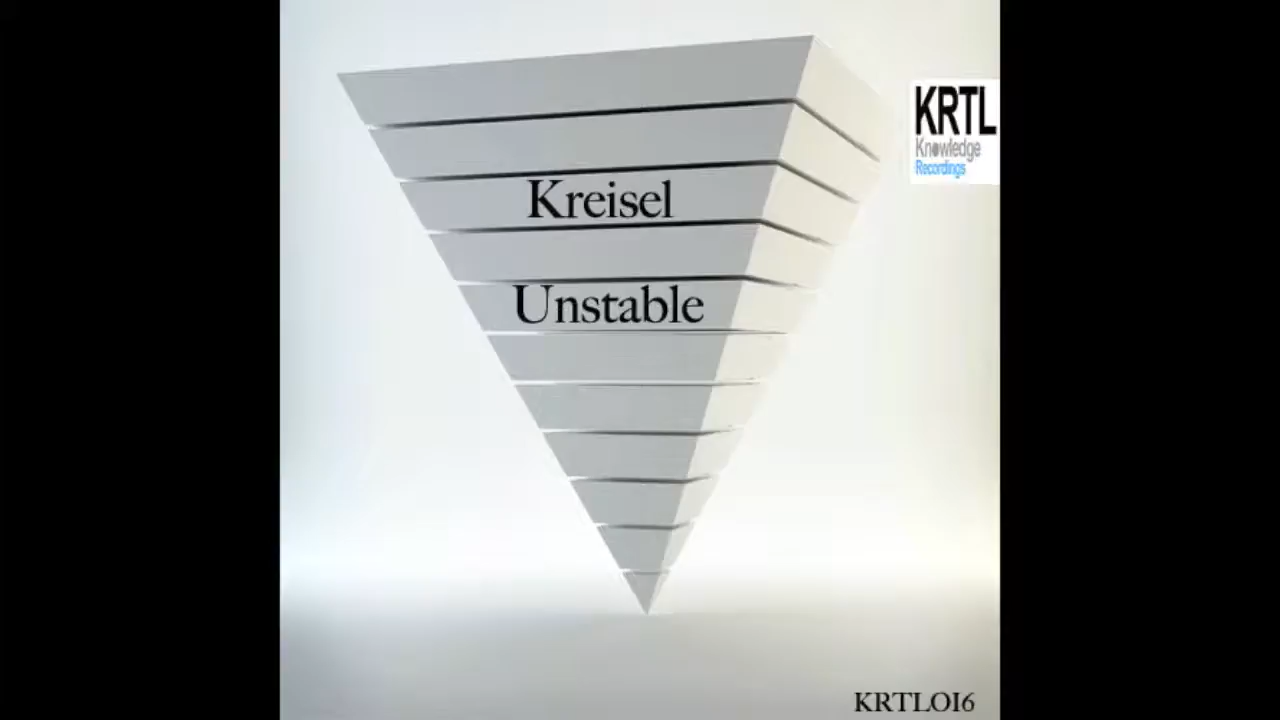 KRTL
Knowledge
Recordings
Kreisel
Unstable
KRTL016